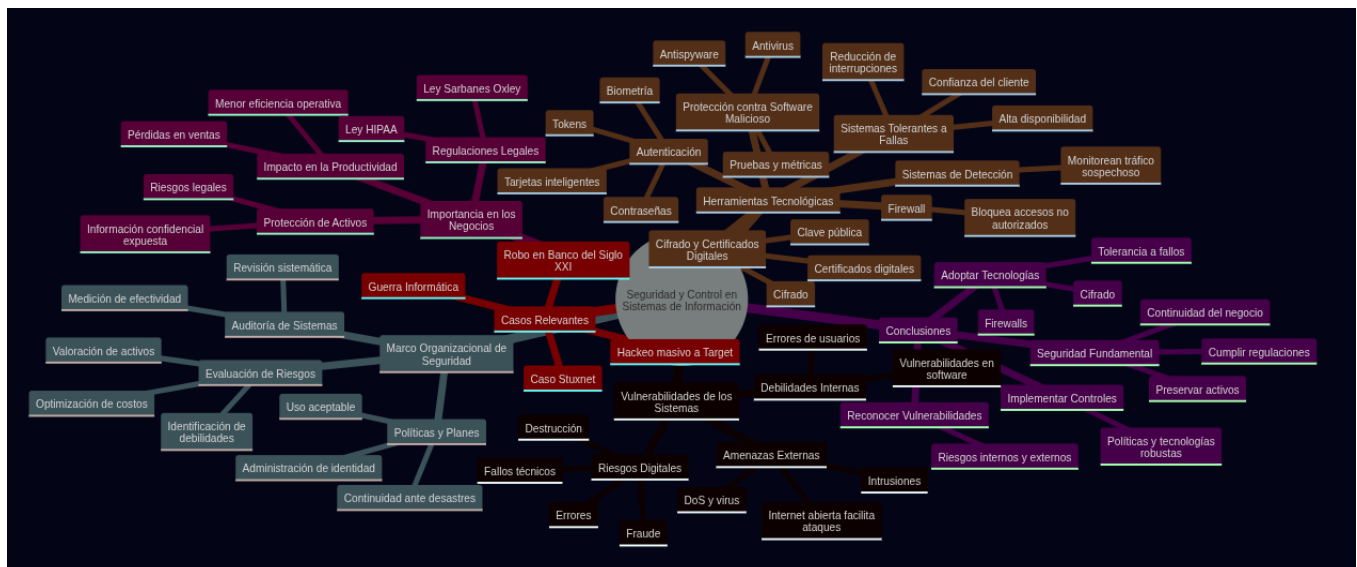 Seguridad y Control en
Sistemas de Información
Herramientas Tecnológicas
Protección contra Software
Malicioso
Antispyware
Antivirus
Pruebas y métricas
Autenticación
Biometría
Tokens
Tarjetas inteligentes
Contraseñas
Sistemas Tolerantes a
Fallas
Reducción de
interrupciones
Confianza del cliente
Alta disponibilidad
Sistemas de Detección
Monitorean tráfico
sospechoso
Firewall
Bloquea accesos no
autorizados
Cifrado y Certificados
Digitales
Clave pública
Certificados digitales
Cifrado
Importancia en los
Negocios
Regulaciones Legales
Ley Sarbanes Oxley
Ley HIPAA
Impacto en la Productividad
Menor eficiencia operativa
Pérdidas en ventas
Protección de Activos
Riesgos legales
Información confidencial
expuesta
Casos Relevantes
Robo en Banco del Siglo
XXI
Guerra Informática
Hackeo masivo a Target
Caso Stuxnet
Marco Organizacional de
Seguridad
Auditoría de Sistemas
Revisión sistemática
Medición de efectividad
Evaluación de Riesgos
Valoración de activos
Optimización de costos
Identificación de
debilidades
Políticas y Planes
Uso aceptable
Administración de identidad
Continuidad ante desastres
Vulnerabilidades de los
Sistemas
Debilidades Internas
Errores de usuarios
Vulnerabilidades en
software
Riesgos Digitales
Destrucción
Fallos técnicos
Errores
Fraude
Amenazas Externas
DoS y virus
Internet abierta facilita
ataques
Intrusiones
Conclusiones
Adoptar Tecnologías
Tolerancia a fallos
Cifrado
Firewalls
Seguridad Fundamental
Continuidad del negocio
Cumplir regulaciones
Preservar activos
Implementar Controles
Políticas y tecnologías
robustas
Reconocer Vulnerabilidades
Riesgos internos y externos